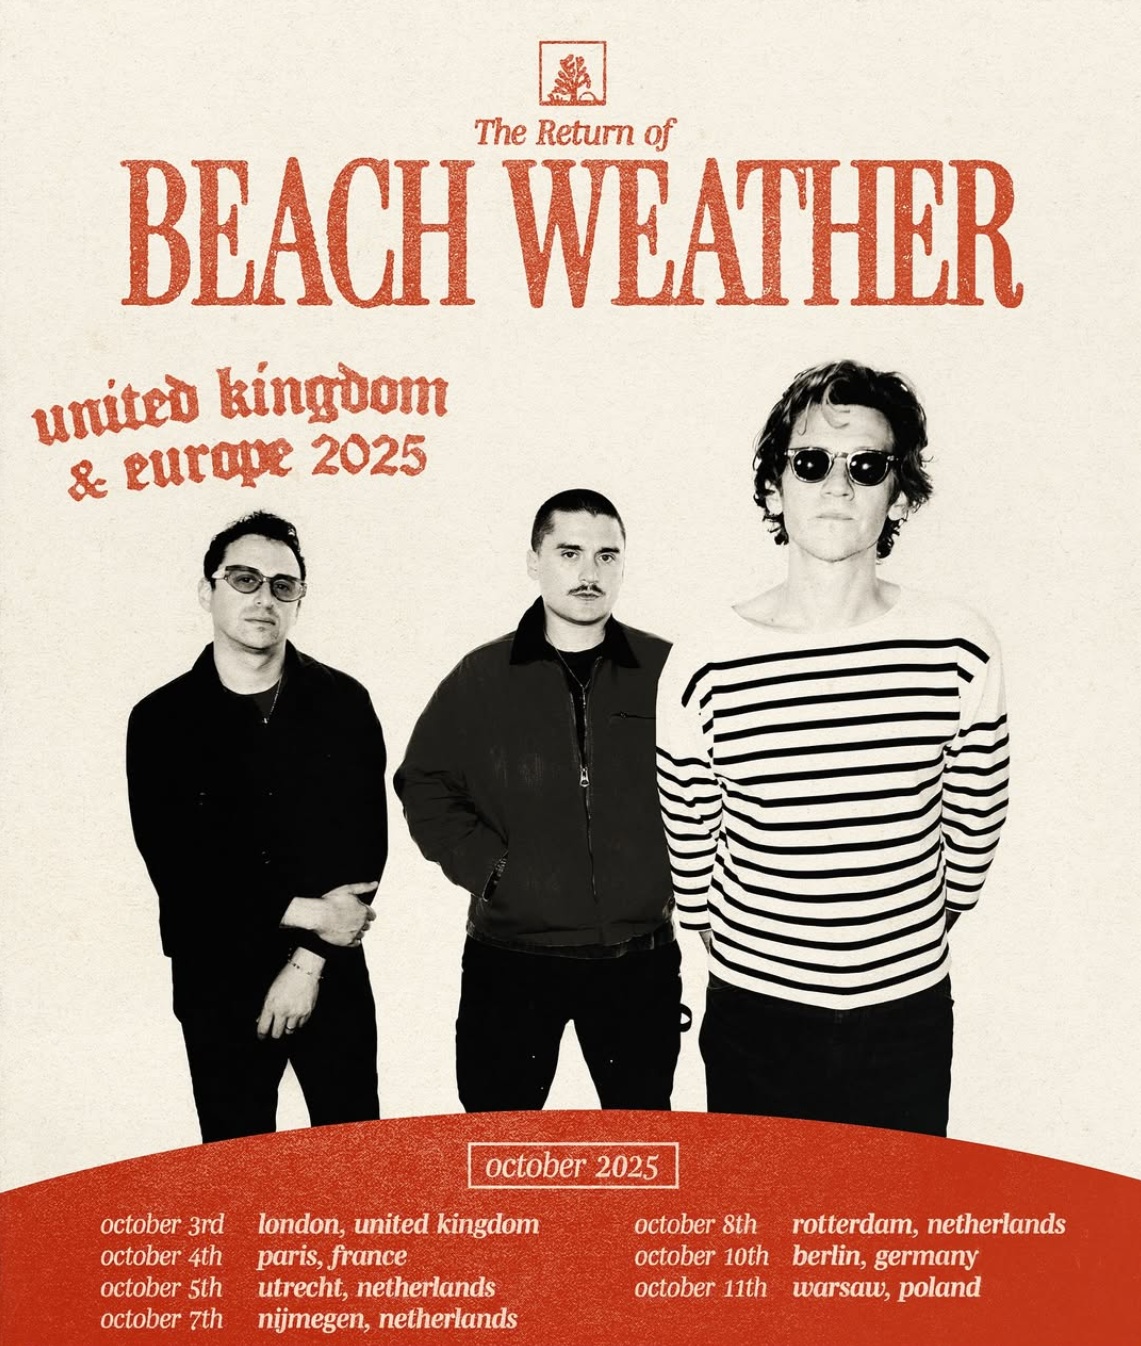 The Return of
BEACH WEATHER
united kingdom
& europe 2025
october 2025
october 3rd london, united kingdom
october 4th paris, france
october 5th utrecht, netherlands
october 7th nijmegen, netherlands
october 8th rotterdam, netherlands
october 10th berlin, germany
october 11th warsaw, poland